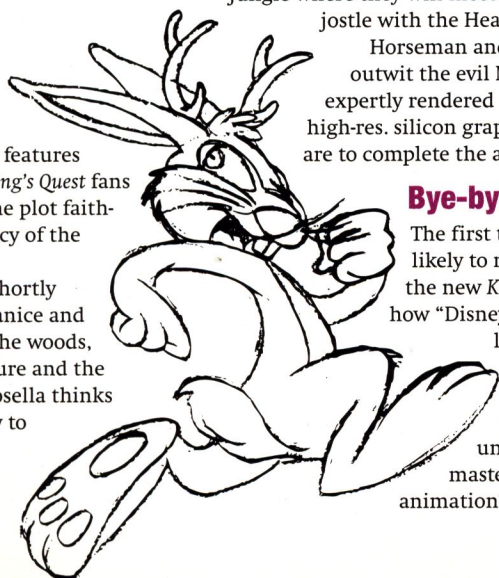 features
ng's Quest fans
ne plot faith-
cy of the
hortly
anice and
he woods,
ure and the
osella thinks
y to
jungle where they will
jostle with the Hea
Horseman and
outwit the evil
expertly rendered
high-res. silicon grap
are to complete the a
Bye-by
The first t
likely to
the new K
how "Disney
l
un
maste
animation